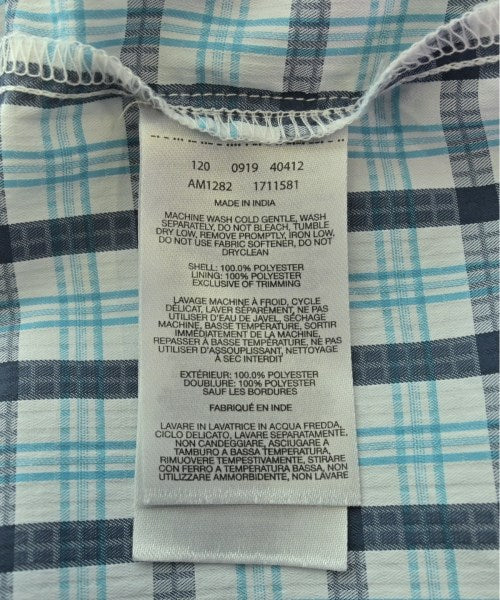 120 0919 40412
AM1282 1711581
MADE IN INDIA
MACHINE WASH COLD GENTLE, WASH
SEPARATELY, DO NOT BLEACH, TUMBLE
DRY LOW, REMOVE PROMPTLY, IRON LOW,
DO NOT USE FABRIC SOFTENER, DO NOT
DRYCLEAN
SHELL: 100.0% POLYESTER
LINING: 100% POLYESTER
EXCLUSIVE OF TRIMMING
LAVAGE MACHINE À FROID, CYCLE
DÉLICAT, LAVER SÉPARÉMENT, NE PAS
UTILISER D'EAU DE JAVEL, SÉCHAGE
MACHINE, BASSE TEMPÉRATURE, SORTIR
IMMÉDIATEMENT DE LA MACHINE,
REPASSER À BASSE TEMPÉRATURE, NE PAS
UTILISER D'ASSOUPLISSANT, NETTOYAGE
À SEC INTERDIT
EXTÉRIEUR: 100.0% POLYESTER
DOUBLURE: 100% POLYESTER
SAUF LES BORDURES
FABRIQUÉ EN INDE
LAVARE IN LAVATRICE IN ACQUA FREDDA,
CICLO DELICATO, LAVARE SEPARATAMENTE,
NON CANDEGGIARE, ASCIUGARE A
TAMBURO A BASSA TEMPERATURA,
RIMUOVERE TEMPESTIVAMENTE, STIRARE
CON FERRO A TEMPERATURA BASSA, NON
UTILIZZARE AMMORBIDENTE, NON LAVARE